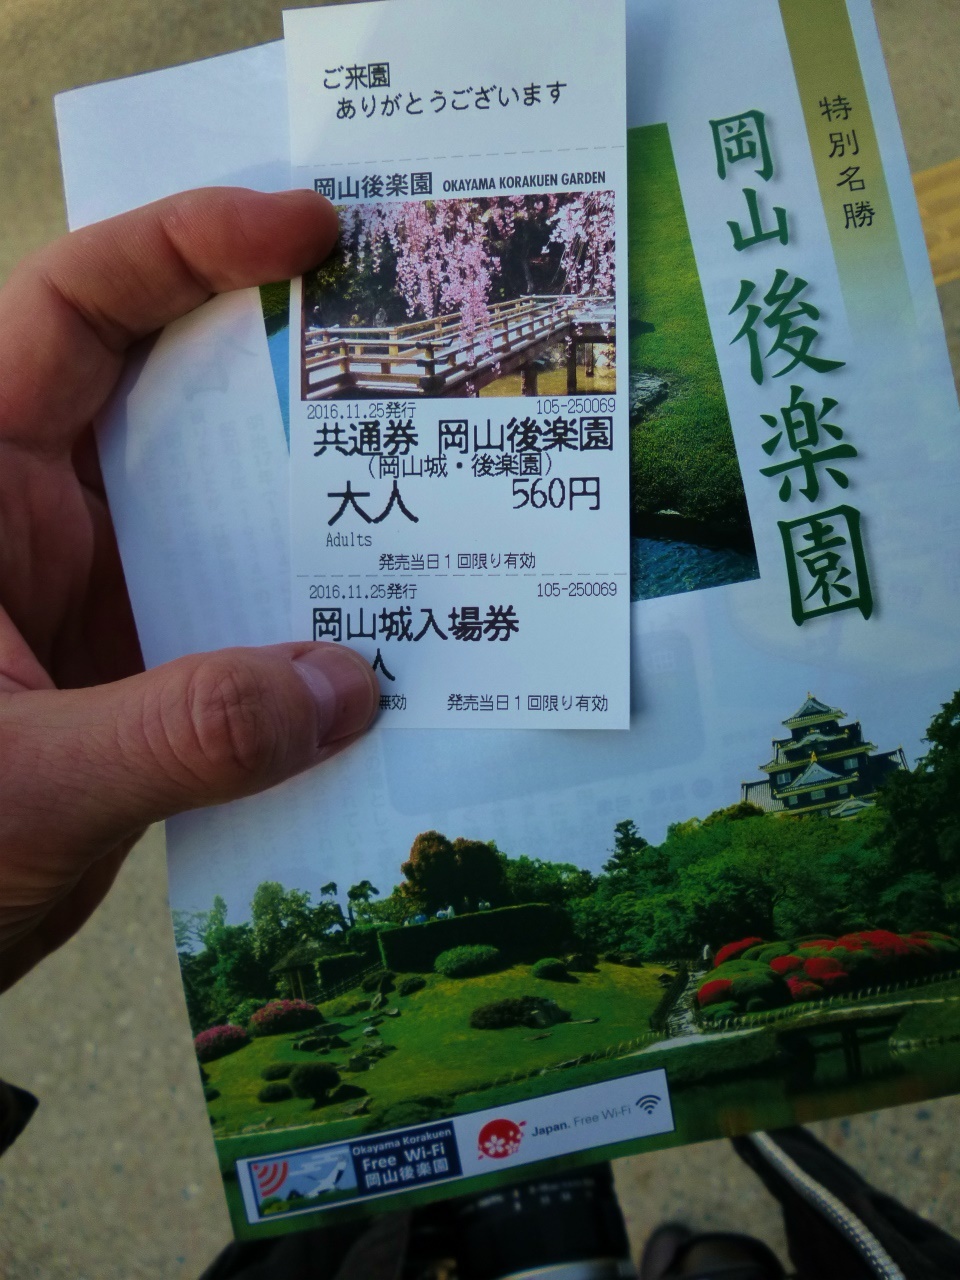 ご来園
ありがとうございます
岡山後楽園 OKAYAMA KORAKUEN GARDEN
2016.11.25発行 105-250069
共通券 岡山後楽園
(岡山城・後楽園)
大人 560円
Adults
発売当日1回限り有効
2016.11.25発行 105-250069
岡山城入場券
人
無効 発売当日1回限り有効
特別名勝
岡山後楽園
Okayama Korakuen
Free Wi-Fi
岡山後楽園
Japan. Free Wi-Fi